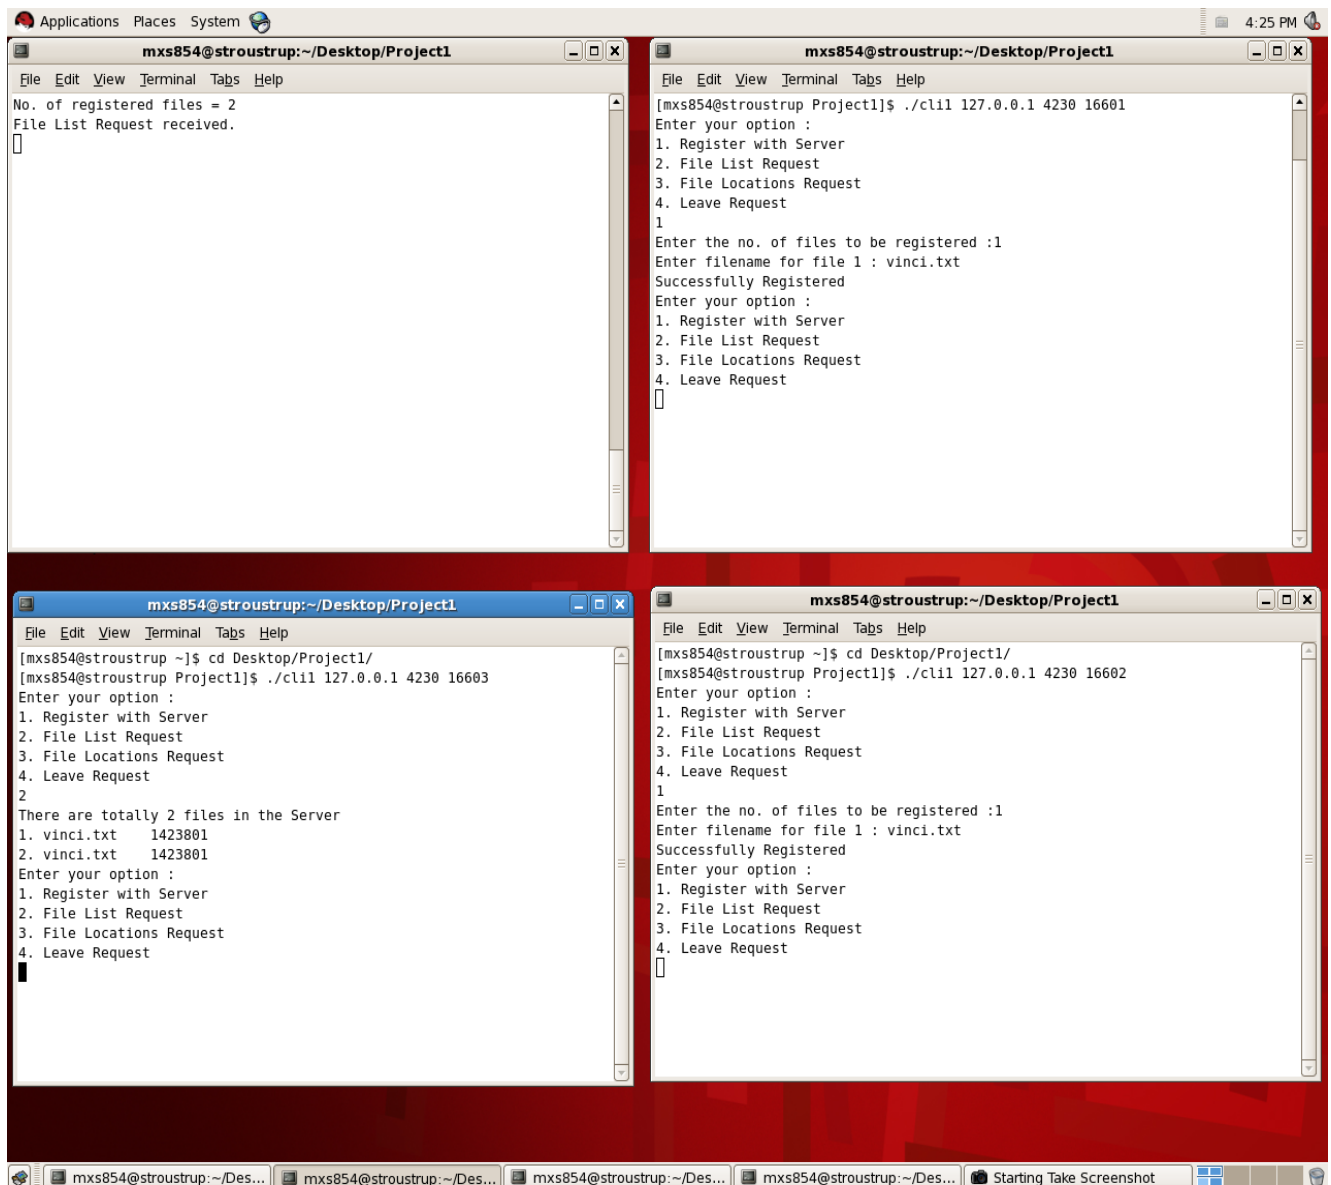 Applications Places System 4:25 PM
mxs854@stroustrup:~/Desktop/Project1
File Edit View Terminal Tabs Help
No. of registered files = 2
File List Request received.
mxs854@stroustrup:~/Desktop/Project1
File Edit View Terminal Tabs Help
[mxs854@stroustrup Project1]$ ./cli1 127.0.0.1 4230 16601
Enter your option :
1. Register with Server
2. File List Request
3. File Locations Request
4. Leave Request
1
Enter the no. of files to be registered :1
Enter filename for file 1 : vinci.txt
Successfully Registered
Enter your option :
1. Register with Server
2. File List Request
3. File Locations Request
4. Leave Request
mxs854@stroustrup:~/Desktop/Project1
File Edit View Terminal Tabs Help
[mxs854@stroustrup ~]$ cd Desktop/Project1/
[mxs854@stroustrup Project1]$ ./cli1 127.0.0.1 4230 16603
Enter your option :
1. Register with Server
2. File List Request
3. File Locations Request
4. Leave Request
2
There are totally 2 files in the Server
1. vinci.txt    1423801
2. vinci.txt    1423801
Enter your option :
1. Register with Server
2. File List Request
3. File Locations Request
4. Leave Request
mxs854@stroustrup:~/Desktop/Project1
File Edit View Terminal Tabs Help
[mxs854@stroustrup ~]$ cd Desktop/Project1/
[mxs854@stroustrup Project1]$ ./cli1 127.0.0.1 4230 16602
Enter your option :
1. Register with Server
2. File List Request
3. File Locations Request
4. Leave Request
1
Enter the no. of files to be registered :1
Enter filename for file 1 : vinci.txt
Successfully Registered
Enter your option :
1. Register with Server
2. File List Request
3. File Locations Request
4. Leave Request
mxs854@stroustrup:~/Des... mxs854@stroustrup:~/Des... mxs854@stroustrup:~/Des... mxs854@stroustrup:~/Des... Starting Take Screenshot